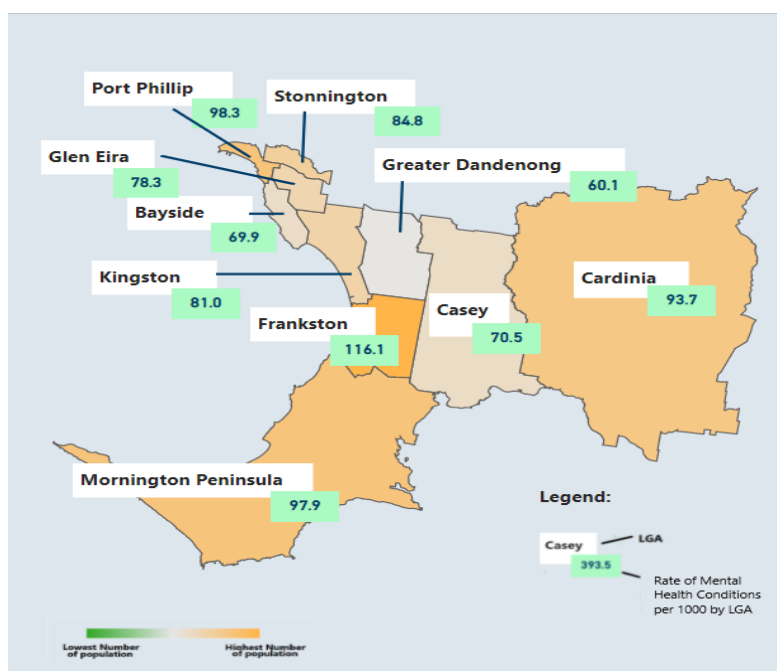 Port Phillip
98.3
Stonnington
84.8
Glen Eira
78.3
Greater Dandenong
60.1
Bayside
69.9
Kingston
81.0
Cardinia
93.7
Frankston
116.1
Casey
70.5
Mornington Peninsula
97.9
Legend:
Casey
LGA
393.5
Rate of Mental
Health Conditions
per 1000 by LGA
Lowest Number
of population
Highest Number
of population